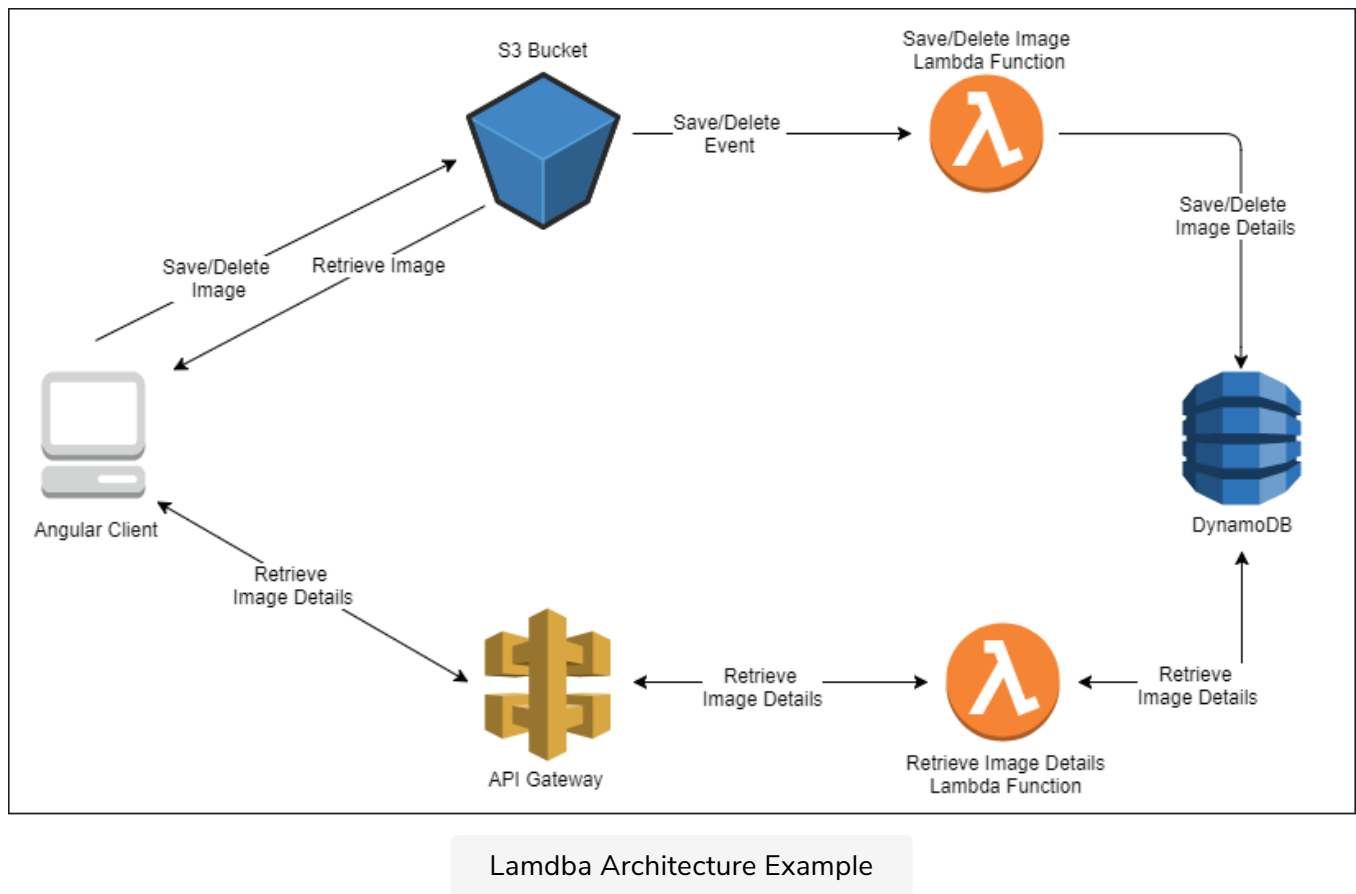 S3 Bucket
Save/Delete Image
Lambda Function
Save/Delete
Event
Save/Delete
Image Details
Save/Delete
Image
Retrieve Image
Angular Client
DynamoDB
Retrieve
Image Details
API Gateway
Retrieve
Image Details
Retrieve Image Details
Lambda Function
Retrieve
Image Details
Lamdba Architecture Example